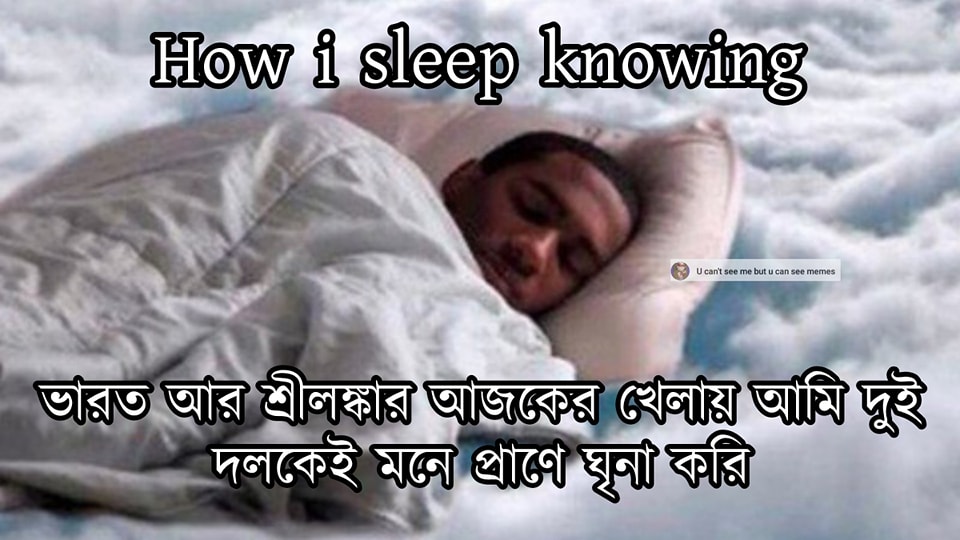 How i sleep knowing
U can't see me but u can see memes
ভারত আর শ্রীলঙ্কার আজকের খেলায় আমি দুই
দলকেই মনে প্রাণে ঘৃনা করি